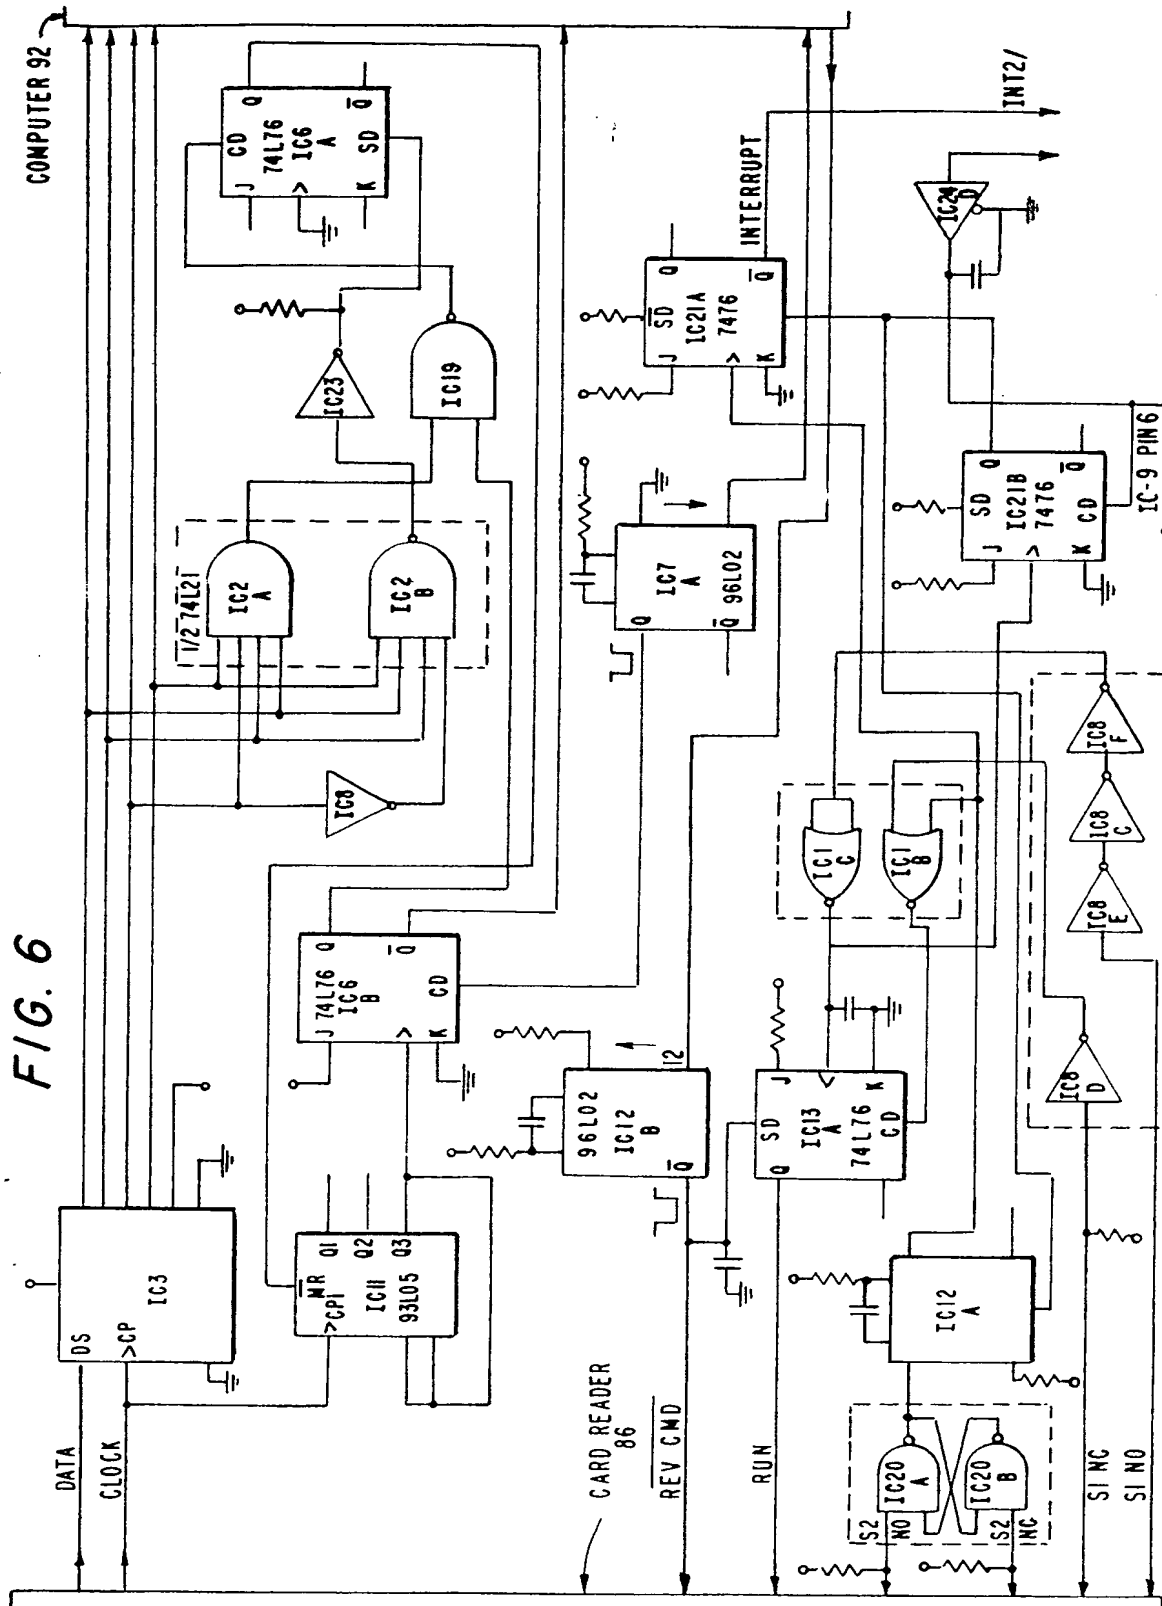 COMPUTER 92
FIG. 6
DATA
CLOCK
DS
>CP
IC3
MR
>CP1
Q1
Q2
Q3
IC11
93L05
J
74L76
IC6
B
>
K
Q
Q̅
CD
1/2 74L21
IC2
A
IC2
B
IC8
IC23
IC19
CD
J
74L76
IC6
A
>
K
SD
Q
Q̅
CARD READER
86
REV CMD
96L02
IC12
B
Q̅
12
Q
IC7
A
96L02
Q̅
S̅D̅
J
IC21A
7476
>
K
Q
Q̅
INTERRUPT
INT2/
IC24
D
RUN
SD
J
Q
IC13
A
>
74L76
K
CD
IC1
C
IC1
B
SD
J
IC21B
7476
>
K
CD
Q
Q̅
IC-9 PIN 6
S2
NO
IC20
A
IC20
B
S2
NC
IC12
A
IC8
D
IC8
E
IC8
C
IC8
F
S1 NC
S1 NO